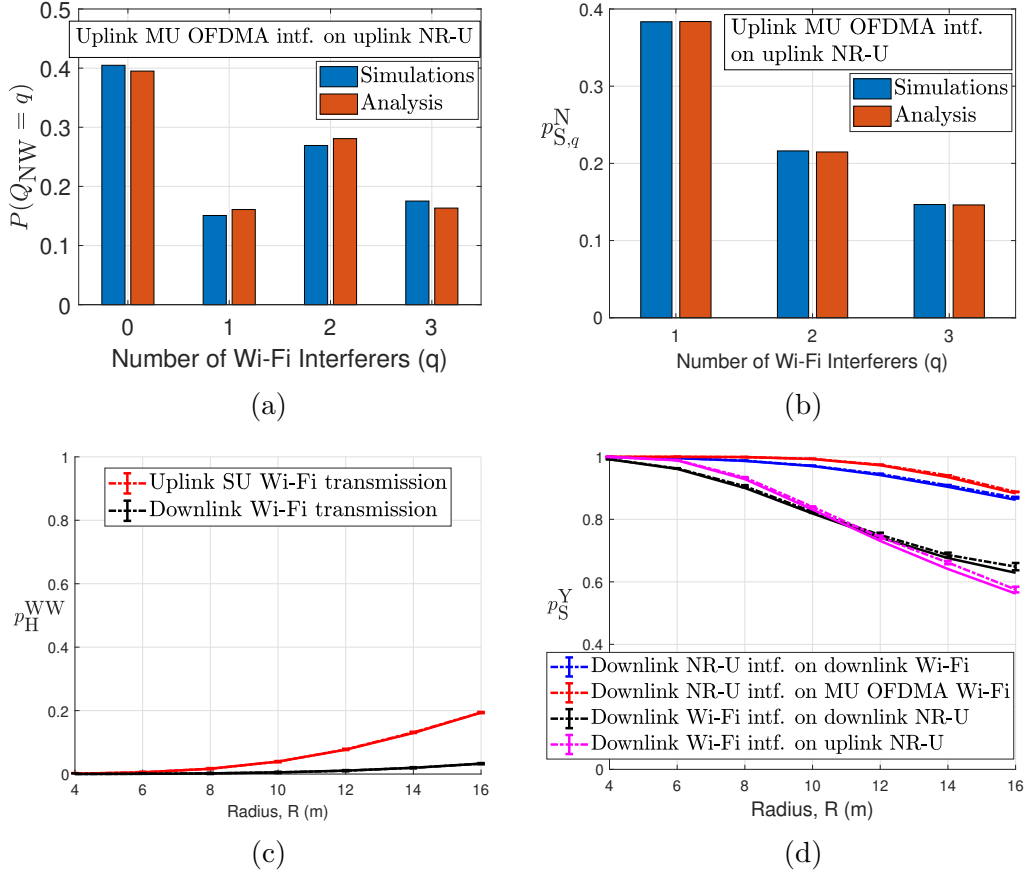 Uplink MU OFDMA intf. on uplink NR-U
Simulations
Analysis
P(Q_NW = q)
0.5
0.4
0.3
0.2
0.1
0
0 1 2 3
Number of Wi-Fi Interferers (q)
(a)
Uplink MU OFDMA intf.
on uplink NR-U
Simulations
Analysis
p_{S,q}^N
0.4
0.3
0.2
0.1
0
1 2 3
Number of Wi-Fi Interferers (q)
(b)
Uplink SU Wi-Fi transmission
Downlink Wi-Fi transmission
p_H^{WW}
1
0.8
0.6
0.4
0.2
0
4 6 8 10 12 14 16
Radius, R (m)
(c)
p_S^Y
1
0.8
0.6
0.4
0
Downlink NR-U intf. on downlink Wi-Fi
Downlink NR-U intf. on MU OFDMA Wi-Fi
Downlink Wi-Fi intf. on downlink NR-U
Downlink Wi-Fi intf. on uplink NR-U
4 6 8 10 12 14 16
Radius, R (m)
(d)